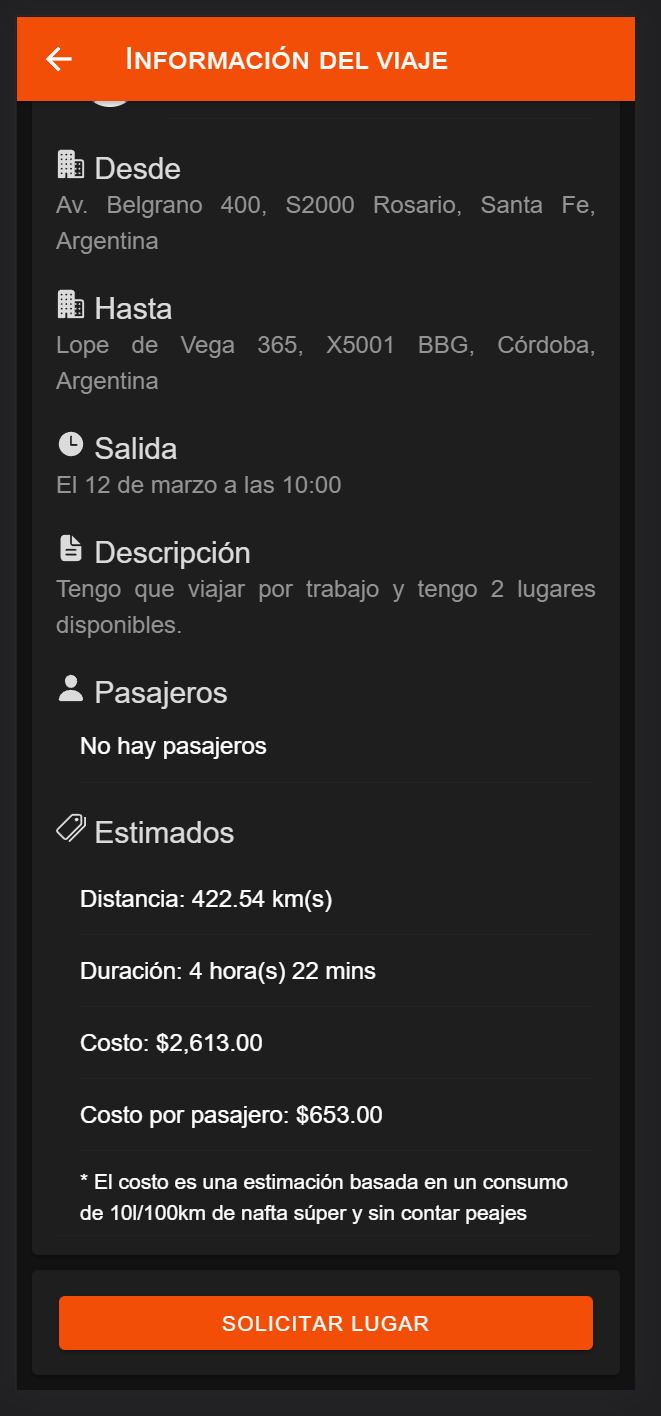 INFORMACIÓN DEL VIAJE
Desde
Av. Belgrano 400, S2000 Rosario, Santa Fe,
Argentina
Hasta
Lope de Vega 365, X5001 BBG, Córdoba,
Argentina
Salida
El 12 de marzo a las 10:00
Descripción
Tengo que viajar por trabajo y tengo 2 lugares
disponibles.
Pasajeros
No hay pasajeros
Estimados
Distancia: 422.54 km(s)
Duración: 4 hora(s) 22 mins
Costo: $2,613.00
Costo por pasajero: $653.00
* El costo es una estimación basada en un consumo
de 10l/100km de nafta súper y sin contar peajes
SOLICITAR LUGAR